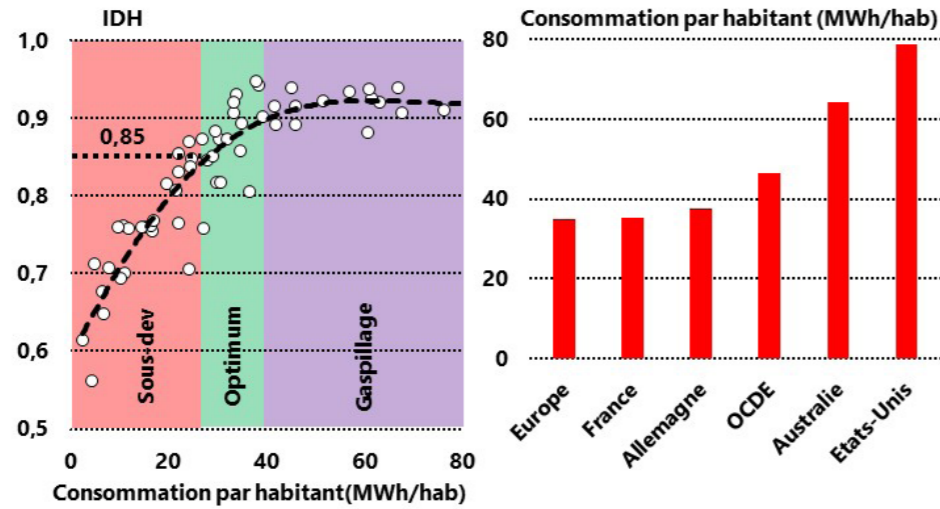 IDH
1,0
0,9
0,8
0,7
0,6
0,5
0,85
Sous-dev
Optimum
Gaspillage
0 20 40 60 80
Consommation par habitant(MWh/hab)
Consommation par habitant (MWh/hab)
80
60
40
20
0
Europe
France
Allemagne
OCDE
Australie
Etats-Unis